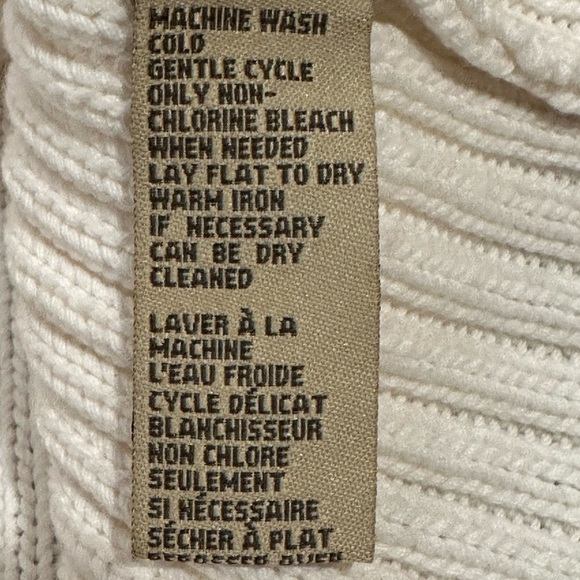 MACHINE WASH
COLD
GENTLE CYCLE
ONLY NON-
CHLORINE BLEACH
WHEN NEEDED
LAY FLAT TO DRY
WARM IRON
IF NECESSARY
CAN BE DRY
CLEANED
LAVER À LA
MACHINE
L'EAU FROIDE
CYCLE DÉLICAT
BLANCHISSEUR
NON CHLORE
SEULEMENT
SI NÉCESSAIRE
SÉCHER À PLAT